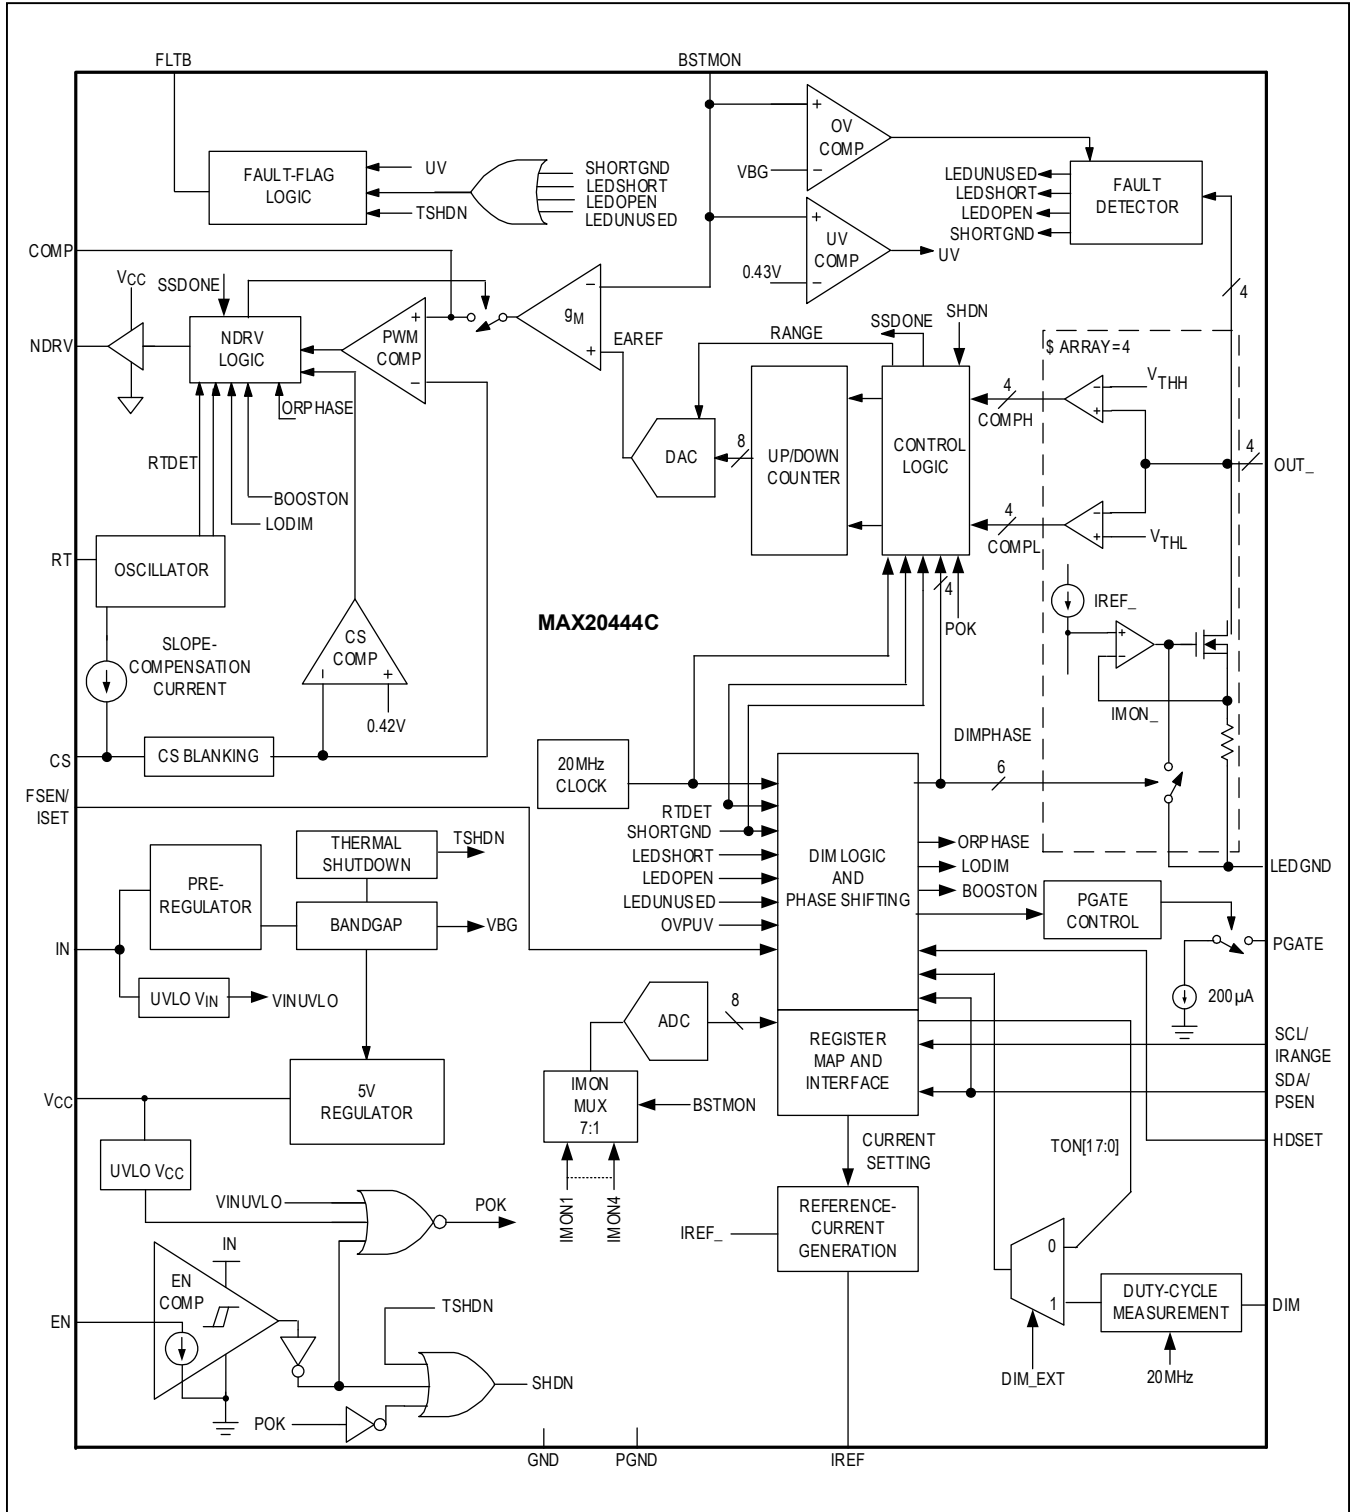 FLTB
BSTMON
FAULT-FLAG
LOGIC
UV
TSHDN
SHORTGND
LEDSHORT
LEDOPEN
LEDUNUSED
+
OV
COMP
VBG
−
+
UV
COMP
0.43V
−
UV
LEDUNUSED
LEDSHORT
LEDOPEN
SHORTGND
FAULT
DETECTOR
4
COMP
VCC
SSDONE
NDRV
NDRV
LOGIC
ORPHASE
+
PWM
COMP
−
−
gM
+
EAREF
RANGE
SSDONE
SHDN
DAC
8
UP/DOWN
COUNTER
CONTROL
LOGIC
4
COMPH
4
COMPL
4
POK
$ ARRAY=4
−
+
VTHH
−
+
VTHL
4
OUT_
RTDET
BOOSTON
LODIM
RT
OSCILLATOR
SLOPE-
COMPENSATION
CURRENT
CS
COMP
−
+
0.42V
CS
CS BLANKING
MAX20444C
IREF_
+
−
IMON_
DIMPHASE
6
20MHz
CLOCK
FSEN/
ISET
RTDET
SHORTGND
LEDSHORT
LEDOPEN
LEDUNUSED
OVPUV
DIM LOGIC
AND
PHASE SHIFTING
ORPHASE
LODIM
BOOSTON
LEDGND
PGATE
CONTROL
PGATE
200µA
THERMAL
SHUTDOWN
TSHDN
PRE-
REGULATOR
BANDGAP
VBG
IN
UVLO VIN
VINUVLO
ADC
8
REGISTER
MAP AND
INTERFACE
SCL/
IRANGE
SDA/
PSEN
HDSET
VCC
5V
REGULATOR
IMON
MUX
7:1
BSTMON
IMON1
IMON4
CURRENT
SETTING
TON[17:0]
UVLO VCC
VINUVLO
POK
IREF_
REFERENCE-
CURRENT
GENERATION
0
1
DUTY-CYCLE
MEASUREMENT
DIM
DIM_EXT
20MHz
IN
EN
COMP
EN
TSHDN
SHDN
POK
GND
PGND
IREF